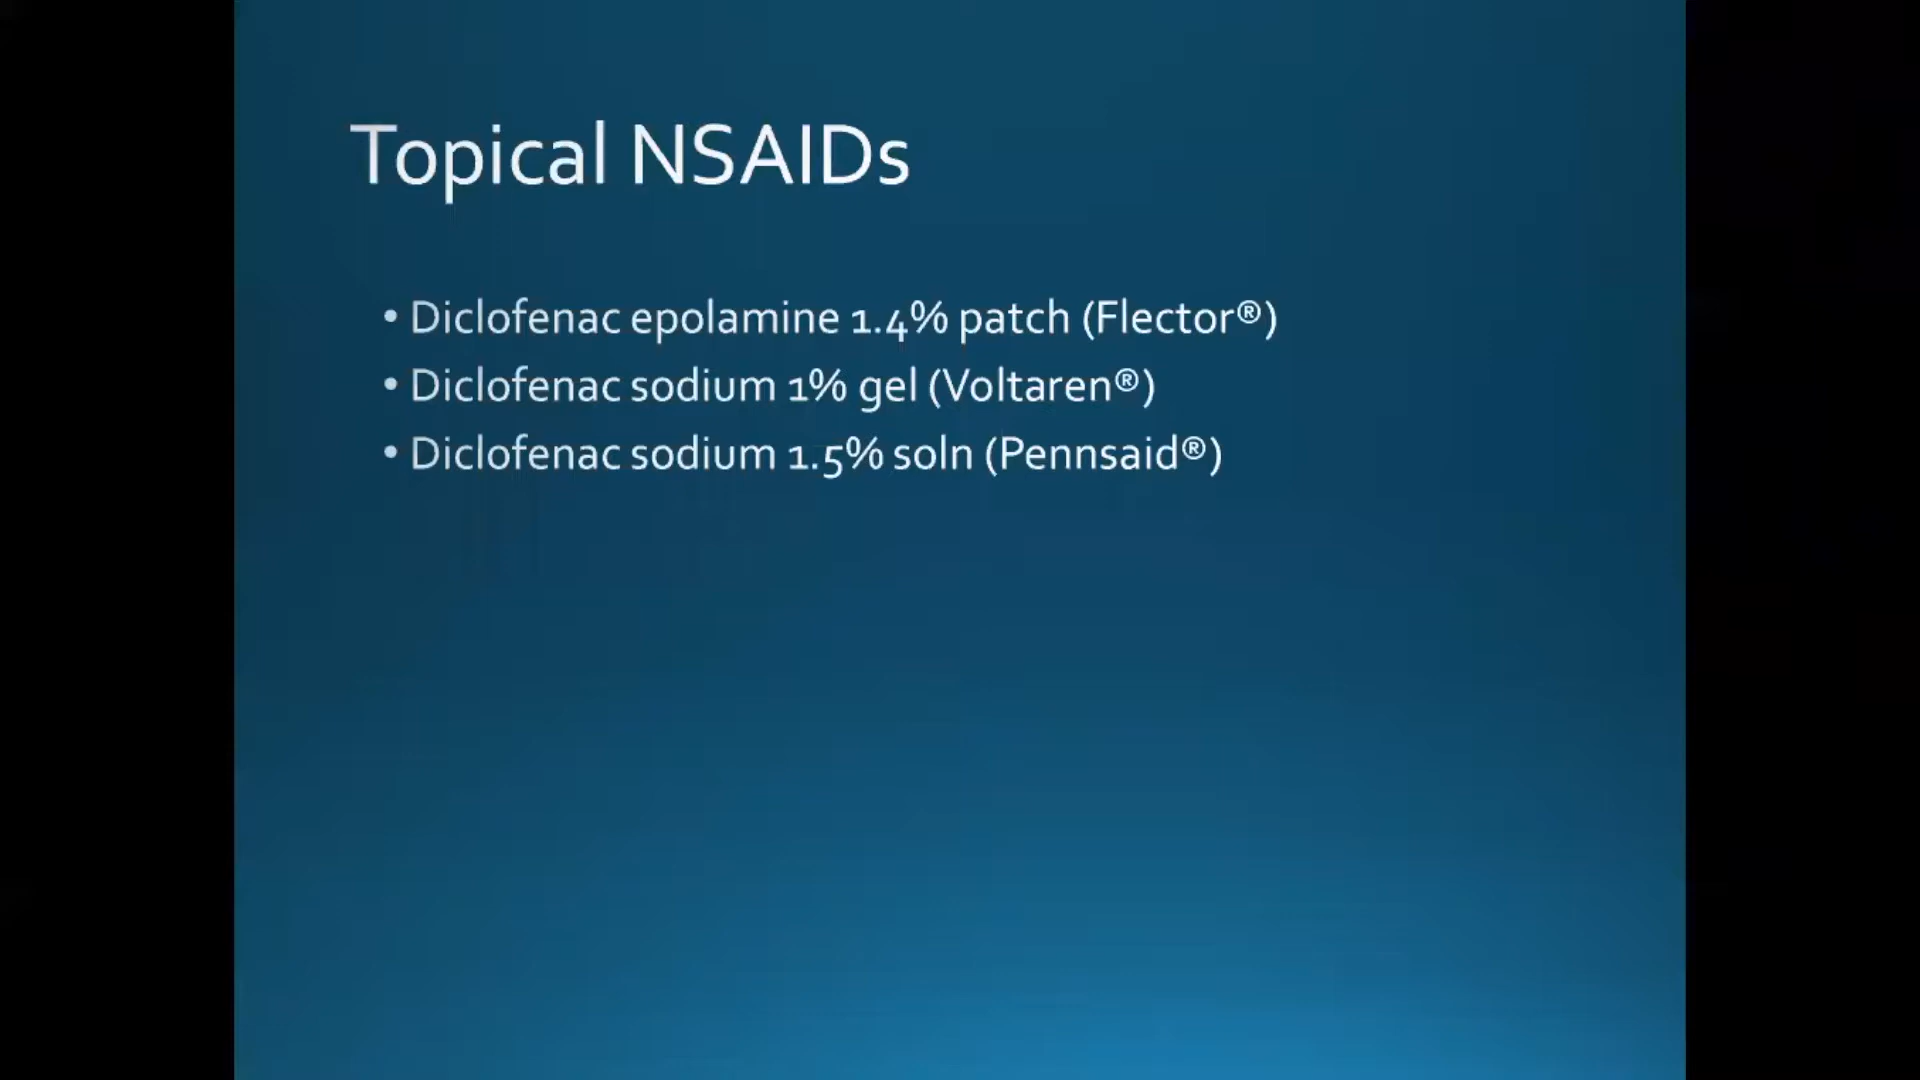 Topical NSAIDs
• Diclofenac epolamine 1.4% patch (Flector®)
• Diclofenac sodium 1% gel (Voltaren®)
• Diclofenac sodium 1.5% soln (Pennsaid®)